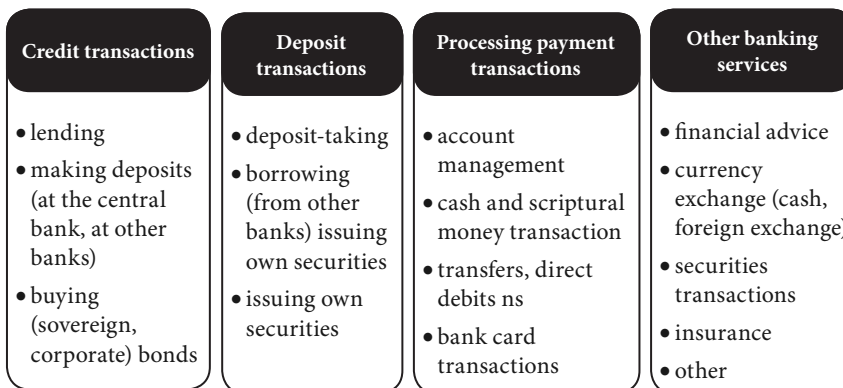 Credit transactions
• lending
• making deposits
(at the central
bank, at other
banks)
• buying
(sovereign,
corporate) bonds
Deposit
transactions
• deposit-taking
• borrowing
(from other
banks) issuing
own securities
• issuing own
securities
Processing payment
transactions
• account
management
• cash and scriptural
money transaction
• transfers, direct
debits ns
• bank card
transactions
Other banking
services
• financial advice
• currency
exchange (cash,
foreign exchange)
• securities
transactions
• insurance
• other